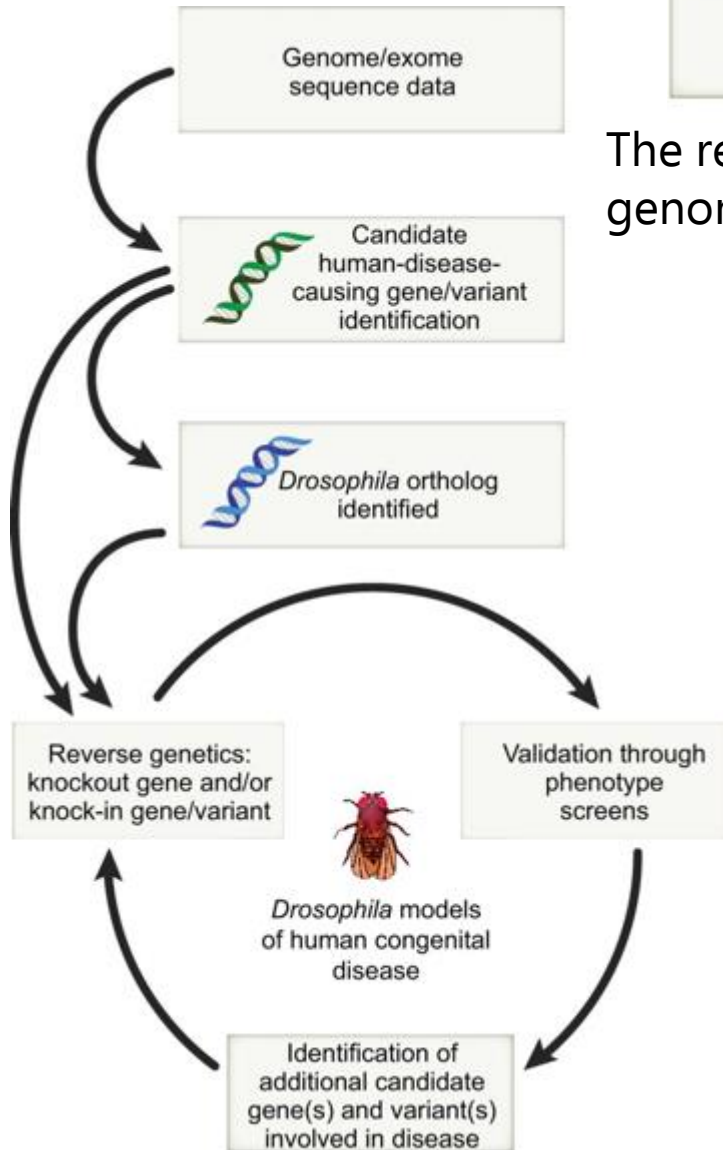 Genome/exome
sequence data
The re
genor
Candidate
human-disease-
causing gene/variant
identification
Drosophila ortholog
identified
Reverse genetics:
knockout gene and/or
knock-in gene/variant
Validation through
phenotype
screens
Drosophila models
of human congenital
disease
Identification of
additional candidate
gene(s) and variant(s)
involved in disease